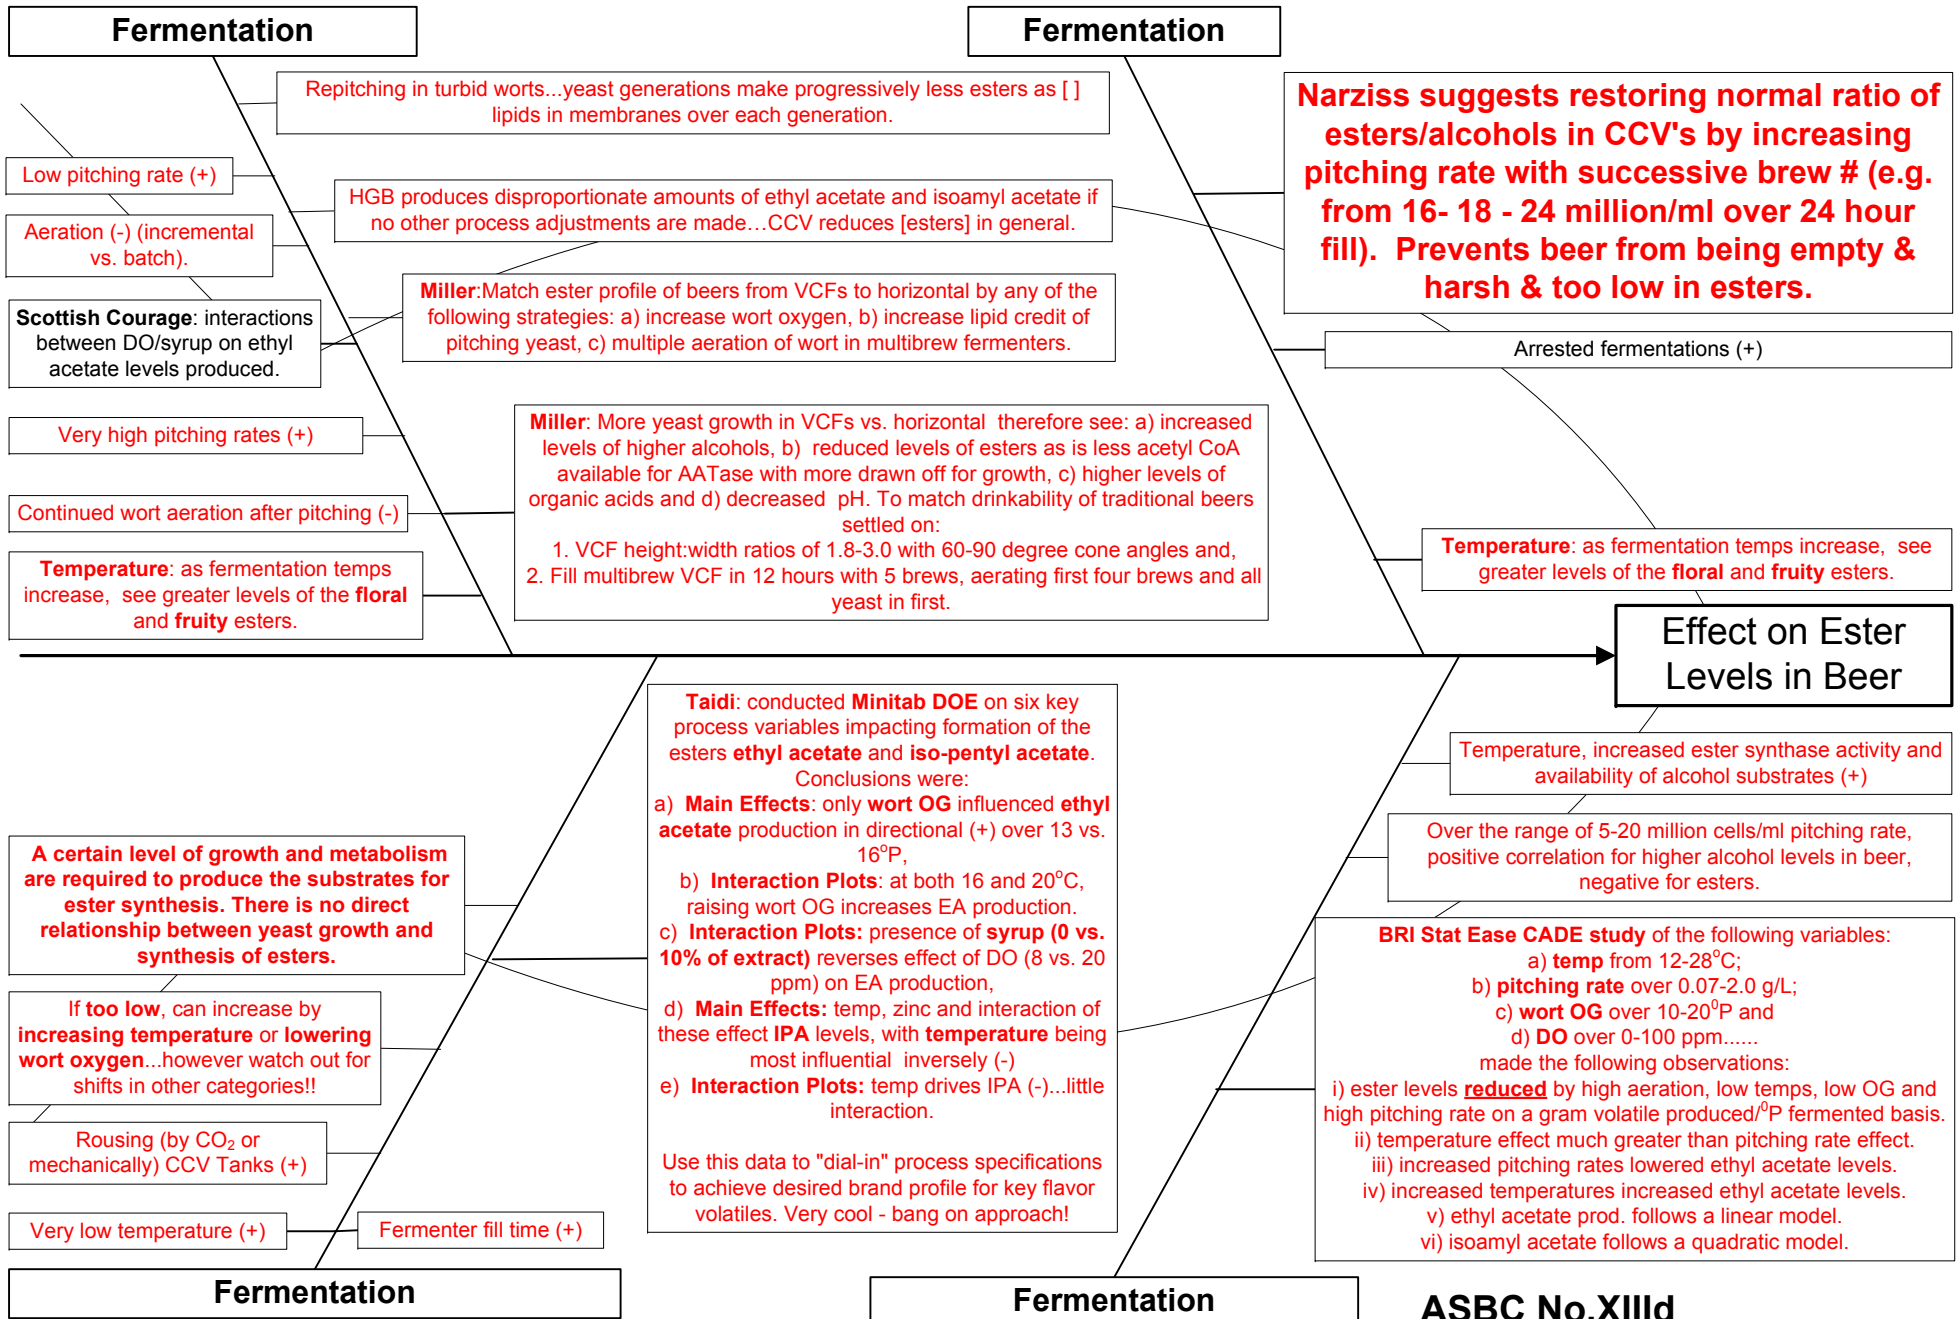 Fermentation
Fermentation
Repitching in turbid worts...yeast generations make progressively less esters as [ ]
lipids in membranes over each generation.
Narziss suggests restoring normal ratio of
esters/alcohols in CCV's by increasing
pitching rate with successive brew # (e.g.
from 16- 18 - 24 million/ml over 24 hour
fill).  Prevents beer from being empty &
harsh & too low in esters.
Low pitching rate (+)
HGB produces disproportionate amounts of ethyl acetate and isoamyl acetate if
no other process adjustments are made…CCV reduces [esters] in general.
Aeration (-) (incremental
vs. batch).
Miller:Match ester profile of beers from VCFs to horizontal by any of the
following strategies: a) increase wort oxygen, b) increase lipid credit of
pitching yeast, c) multiple aeration of wort in multibrew fermenters.
Scottish Courage: interactions
between DO/syrup on ethyl
acetate levels produced.
Arrested fermentations (+)
Very high pitching rates (+)
Miller: More yeast growth in VCFs vs. horizontal  therefore see: a) increased
levels of higher alcohols, b)  reduced levels of esters as is less acetyl CoA
available for AATase with more drawn off for growth, c) higher levels of
organic acids and d) decreased  pH. To match drinkability of traditional beers
settled on:
1. VCF height:width ratios of 1.8-3.0 with 60-90 degree cone angles and,
2. Fill multibrew VCF in 12 hours with 5 brews, aerating first four brews and all
yeast in first.
Continued wort aeration after pitching (-)
Temperature: as fermentation temps
increase,  see greater levels of the floral
and fruity esters.
Temperature: as fermentation temps increase,  see
greater levels of the floral and fruity esters.
Effect on Ester
Levels in Beer
Taidi: conducted Minitab DOE on six key
process variables impacting formation of the
esters ethyl acetate and iso-pentyl acetate.
Conclusions were:
a)  Main Effects: only wort OG influenced ethyl
acetate production in directional (+) over 13 vs.
16°P,
b)  Interaction Plots: at both 16 and 20°C,
raising wort OG increases EA production.
c)  Interaction Plots: presence of syrup (0 vs.
10% of extract) reverses effect of DO (8 vs. 20
ppm) on EA production,
d)  Main Effects: temp, zinc and interaction of
these effect IPA levels, with temperature being
most influential  inversely (-)
e)  Interaction Plots: temp drives IPA (-)...little
interaction.
Use this data to "dial-in" process specifications
to achieve desired brand profile for key flavor
volatiles. Very cool - bang on approach!
Temperature, increased ester synthase activity and
availability of alcohol substrates (+)
Over the range of 5-20 million cells/ml pitching rate,
positive correlation for higher alcohol levels in beer,
negative for esters.
A certain level of growth and metabolism
are required to produce the substrates for
ester synthesis. There is no direct
relationship between yeast growth and
synthesis of esters.
BRI Stat Ease CADE study of the following variables:
a) temp from 12-28⁰C;
b) pitching rate over 0.07-2.0 g/L;
c) wort OG over 10-20⁰P and
d) DO over 0-100 ppm......
made the following observations:
i) ester levels reduced by high aeration, low temps, low OG and
high pitching rate on a gram volatile produced/⁰P fermented basis.
ii) temperature effect much greater than pitching rate effect.
iii) increased pitching rates lowered ethyl acetate levels.
iv) increased temperatures increased ethyl acetate levels.
v) ethyl acetate prod. follows a linear model.
vi) isoamyl acetate follows a quadratic model.
If too low, can increase by
increasing temperature or lowering
wort oxygen...however watch out for
shifts in other categories!!
Rousing (by CO₂ or
mechanically) CCV Tanks (+)
Very low temperature (+)
Fermenter fill time (+)
Fermentation
Fermentation
ASBC No.XIIId